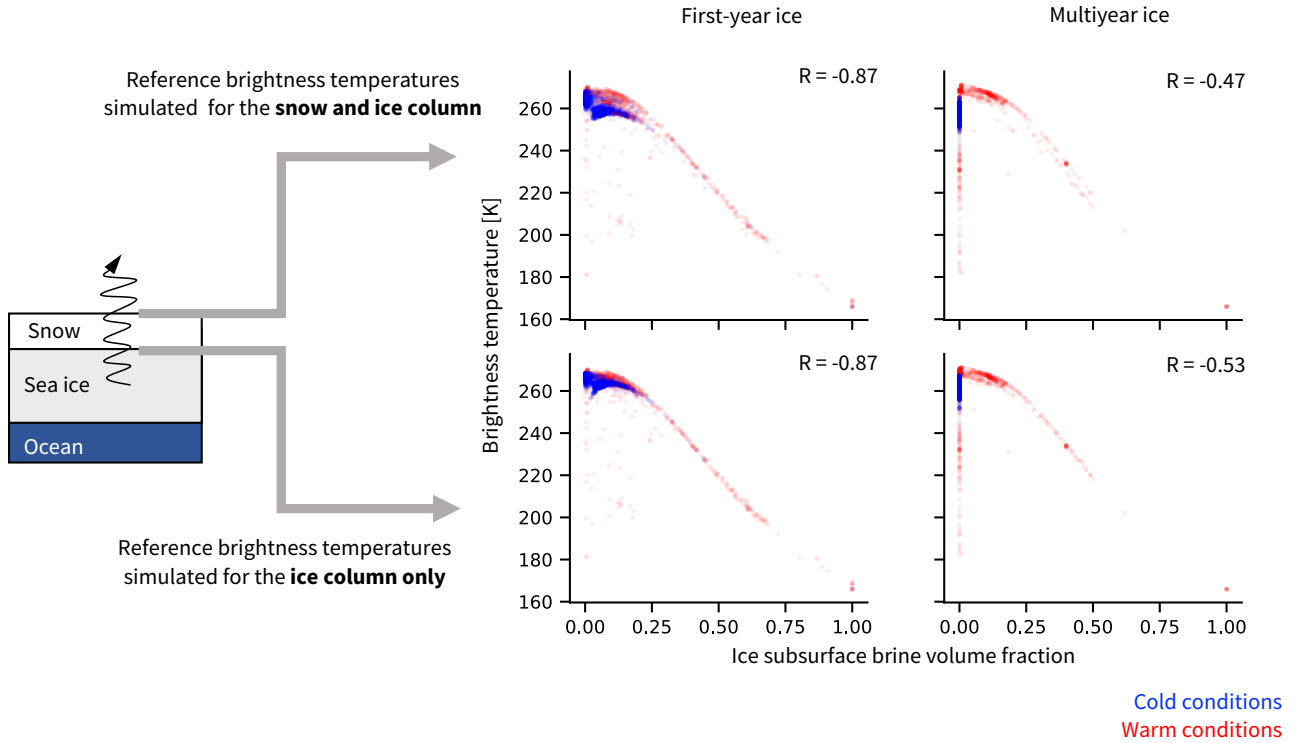 First-year ice
Multiyear ice
Reference brightness temperatures
simulated  for the snow and ice column
R = -0.87
R = -0.47
260
240
220
200
180
160
Brightness temperature [K]
Snow
Sea ice
Ocean
R = -0.87
R = -0.53
260
240
220
200
180
160
Reference brightness temperatures
simulated for the ice column only
0.00 0.25 0.50 0.75 1.00
0.00 0.25 0.50 0.75 1.00
Ice subsurface brine volume fraction
Cold conditions
Warm conditions